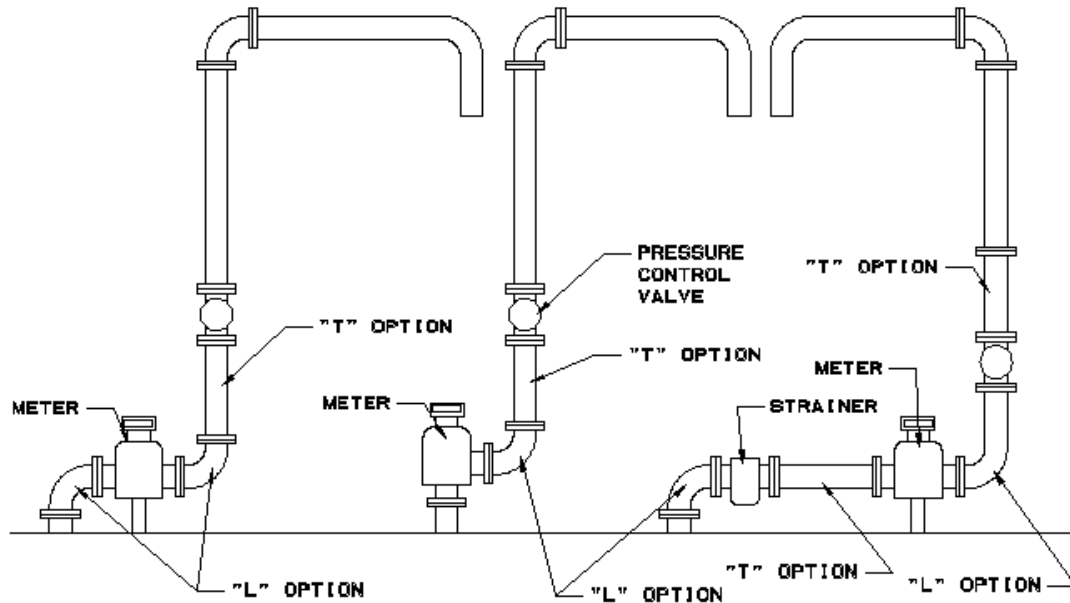 PRESSURE
CONTROL
VALVE
"T" OPTION
"T" OPTION
"T" OPTION
METER
METER
METER
STRAINER
"L" OPTION
"L" OPTION
"T" OPTION
"L" OPTION